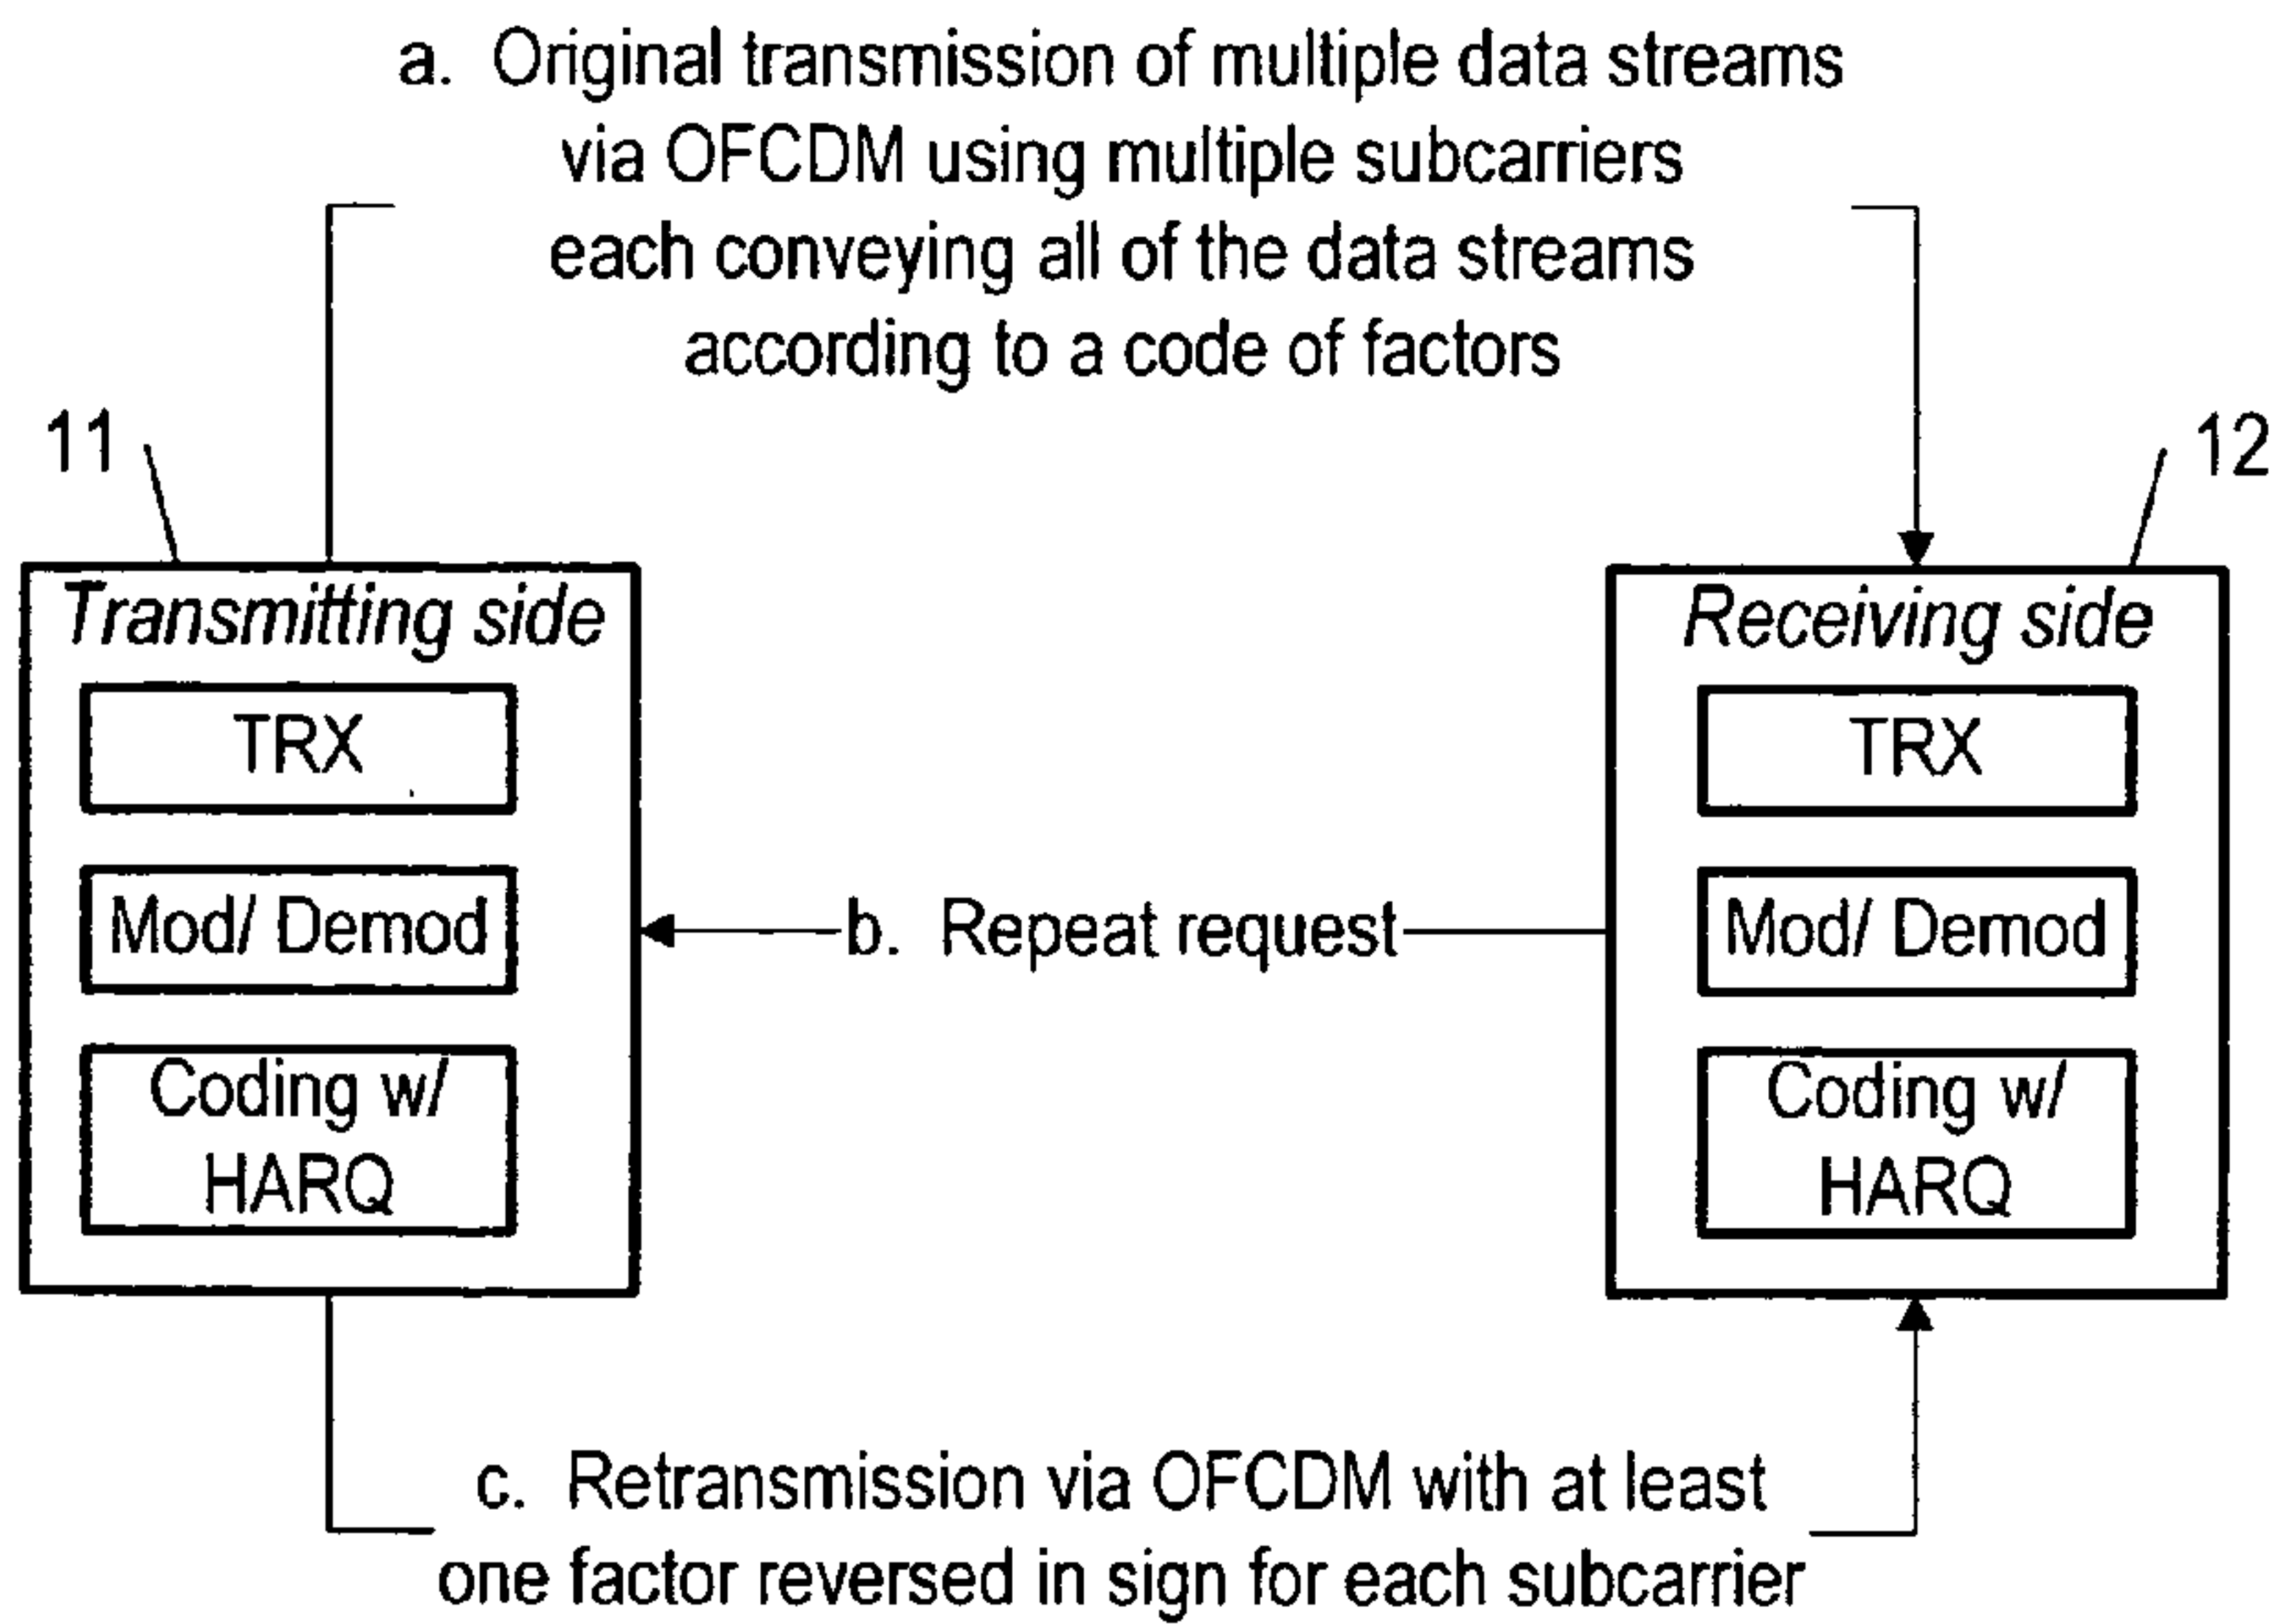 a. Original transmission of multiple data streams
via OFCDM using multiple subcarriers
each conveying all of the data streams
according to a code of factors
11
12
Transmitting side
TRX
Mod/ Demod
Coding w/
HARQ
b. Repeat request
Receiving side
TRX
Mod/ Demod
Coding w/
HARQ
c. Retransmission via OFCDM with at least
one factor reversed in sign for each subcarrier